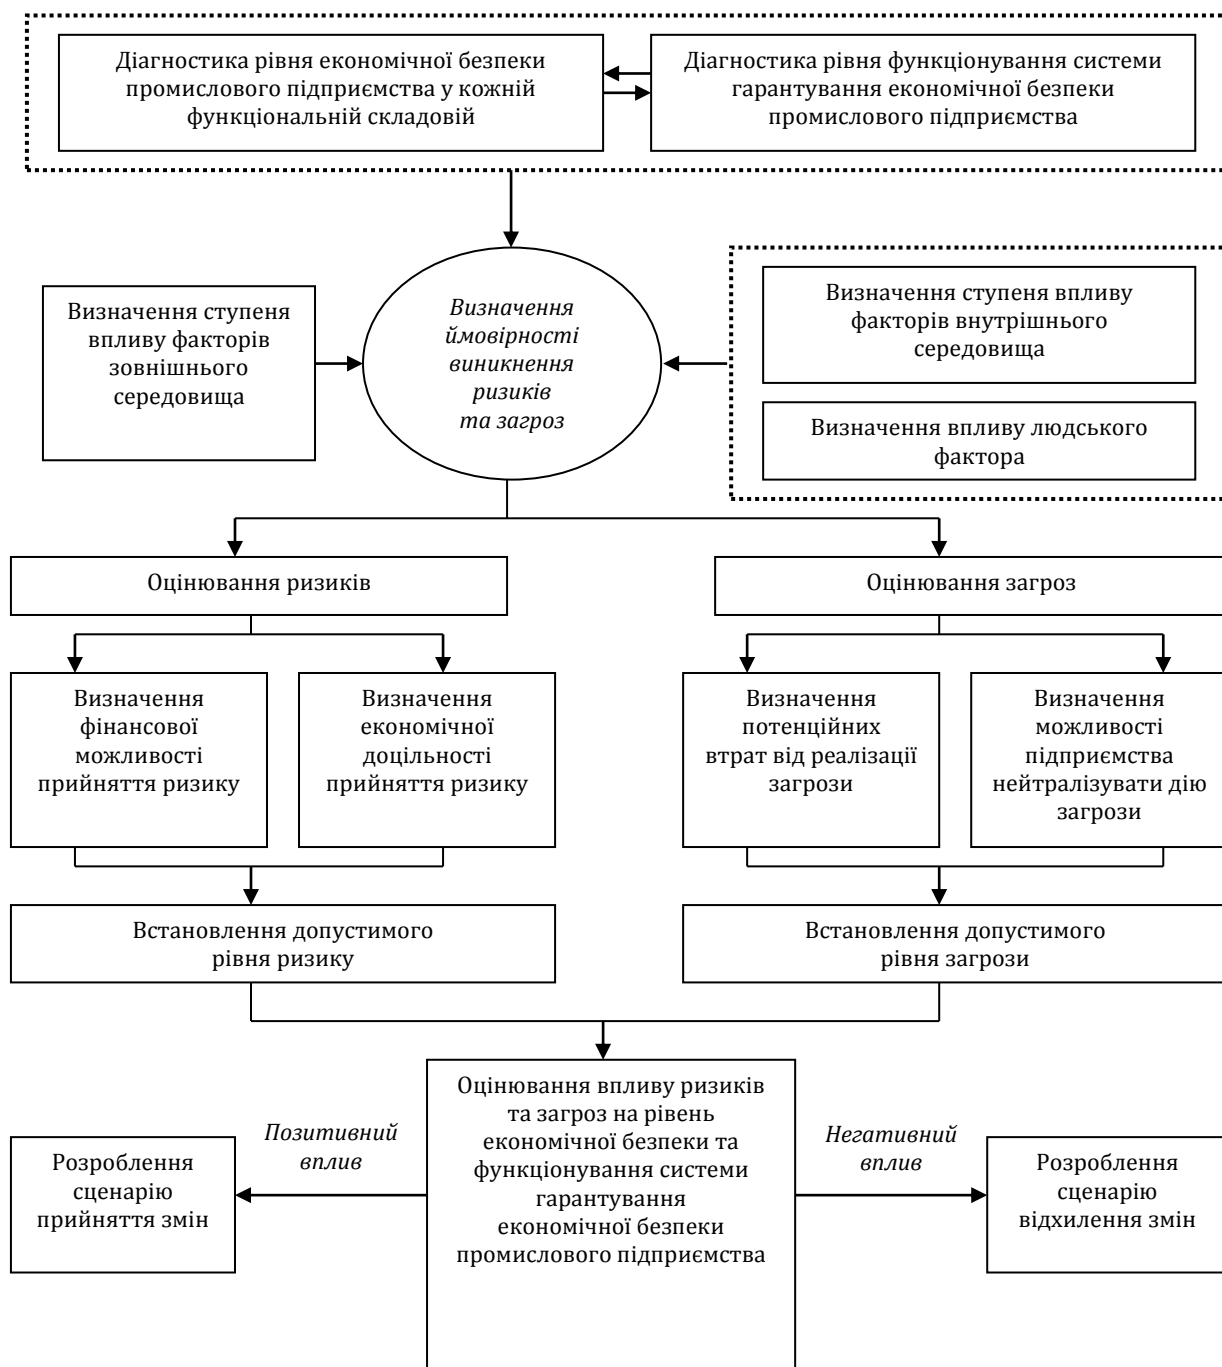 Діагностика рівня економічної безпеки
промислового підприємства у кожній
функціональній складовій
Діагностика рівня функціонування системи
гарантування економічної безпеки
промислового підприємства
Визначення ступеня
впливу факторів
зовнішнього
середовища
Визначення
ймовірності
виникнення
ризиків
та загроз
Визначення ступеня впливу
факторів внутрішнього
середовища
Визначення впливу людського
фактора
Оцінювання ризиків
Оцінювання загроз
Визначення
фінансової
можливості
прийняття ризику
Визначення
економічної
доцільності
прийняття ризику
Визначення
потенційних
втрат від реалізації
загрози
Визначення
можливості
підприємства
нейтралізувати дію
загрози
Встановлення допустимого
рівня ризику
Встановлення допустимого
рівня загрози
Розроблення
сценарію
прийняття змін
Позитивний
вплив
Оцінювання впливу ризиків
та загроз на рівень
економічної безпеки та
функціонування системи
гарантування
економічної безпеки
промислового підприємства
Негативний
вплив
Розроблення
сценарію
відхилення змін